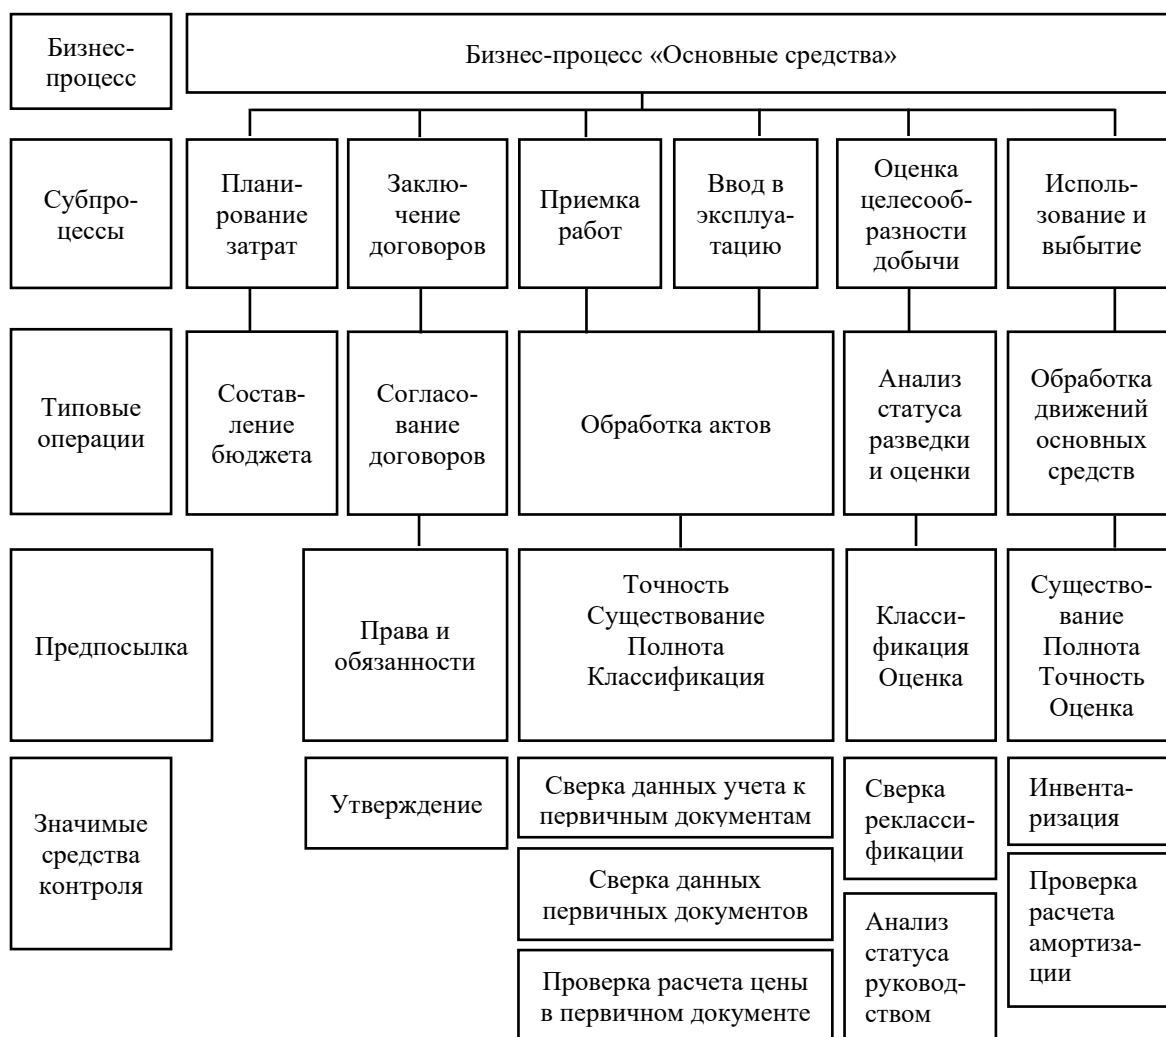 Бизнес-
процесс
Бизнес-процесс «Основные средства»
Субпро-
цессы
Плани-
рование
затрат
Заклю-
чение
договоров
Приемка
работ
Ввод в
эксплуа-
тацию
Оценка
целесооб-
разности
добычи
Исполь-
зование и
выбытие
Типовые
операции
Состав-
ление
бюджета
Согласо-
вание
договоров
Обработка актов
Анализ
статуса
разведки
и оценки
Обработка
движений
основных
средств
Предпосылка
Права и
обязанности
Точность
Существование
Полнота
Классификация
Класси-
фикация
Оценка
Существо-
вание
Полнота
Точность
Оценка
Значимые
средства
контроля
Утверждение
Сверка данных учета к
первичным документам
Сверка данных
первичных документов
Проверка расчета цены
в первичном документе
Сверка
реклассі-
фикации
Анализ
статуса
руковод-
ством
Инвента-
ризация
Проверка
расчета
амортиза-
ции